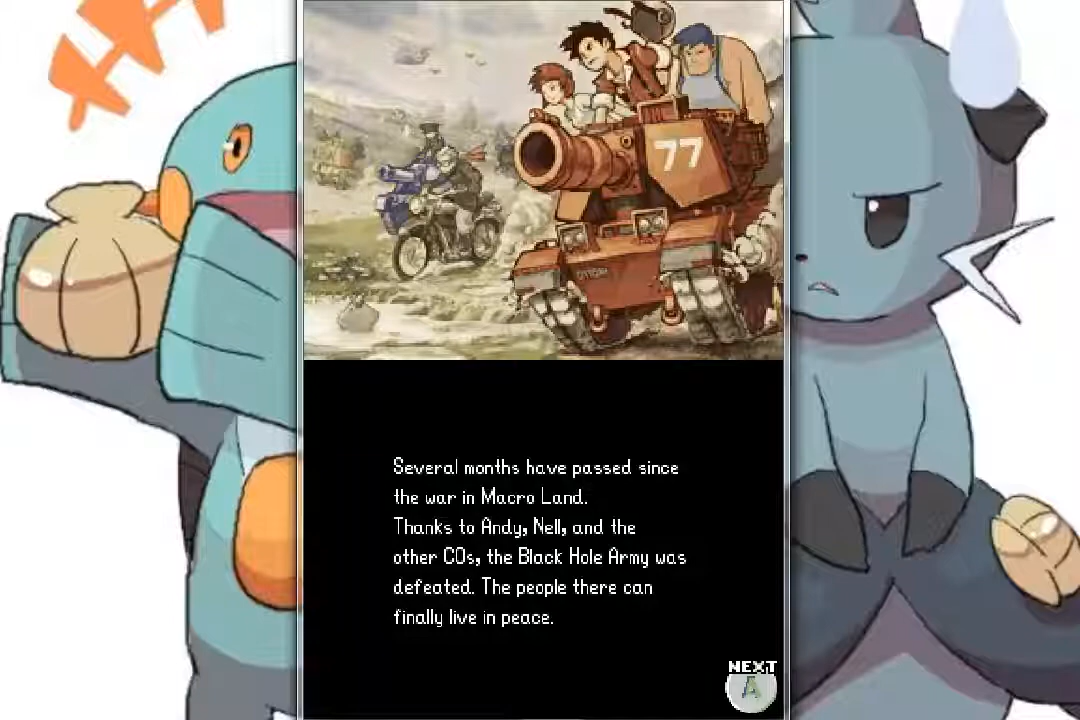 77
Several months have passed since
the war in Macro Land.
Thanks to Andy, Nell, and the
other COs, the Black Hole Army was
defeated. The people there can
finally live in peace.
NEXT
A